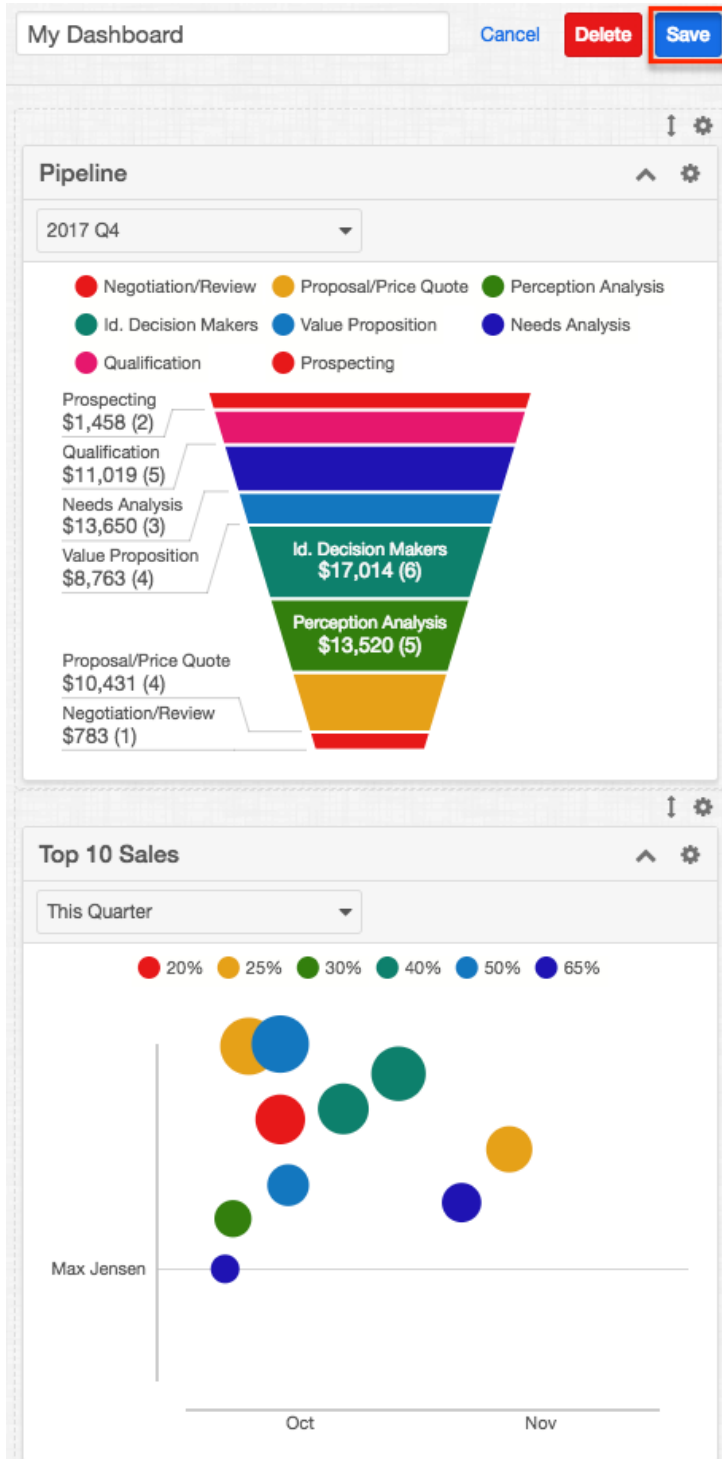 My Dashboard Cancel Delete Save
Pipeline
2017 Q4
Negotiation/Review Proposal/Price Quote Perception Analysis
Id. Decision Makers Value Proposition Needs Analysis
Qualification Prospecting
Prospecting
$1,458 (2)
Qualification
$11,019 (5)
Needs Analysis
$13,650 (3)
Value Proposition
$8,763 (4)
Id. Decision Makers
$17,014 (6)
Perception Analysis
$13,520 (5)
Proposal/Price Quote
$10,431 (4)
Negotiation/Review
$783 (1)
Top 10 Sales
This Quarter
20% 25% 30% 40% 50% 65%
Max Jensen
Oct Nov